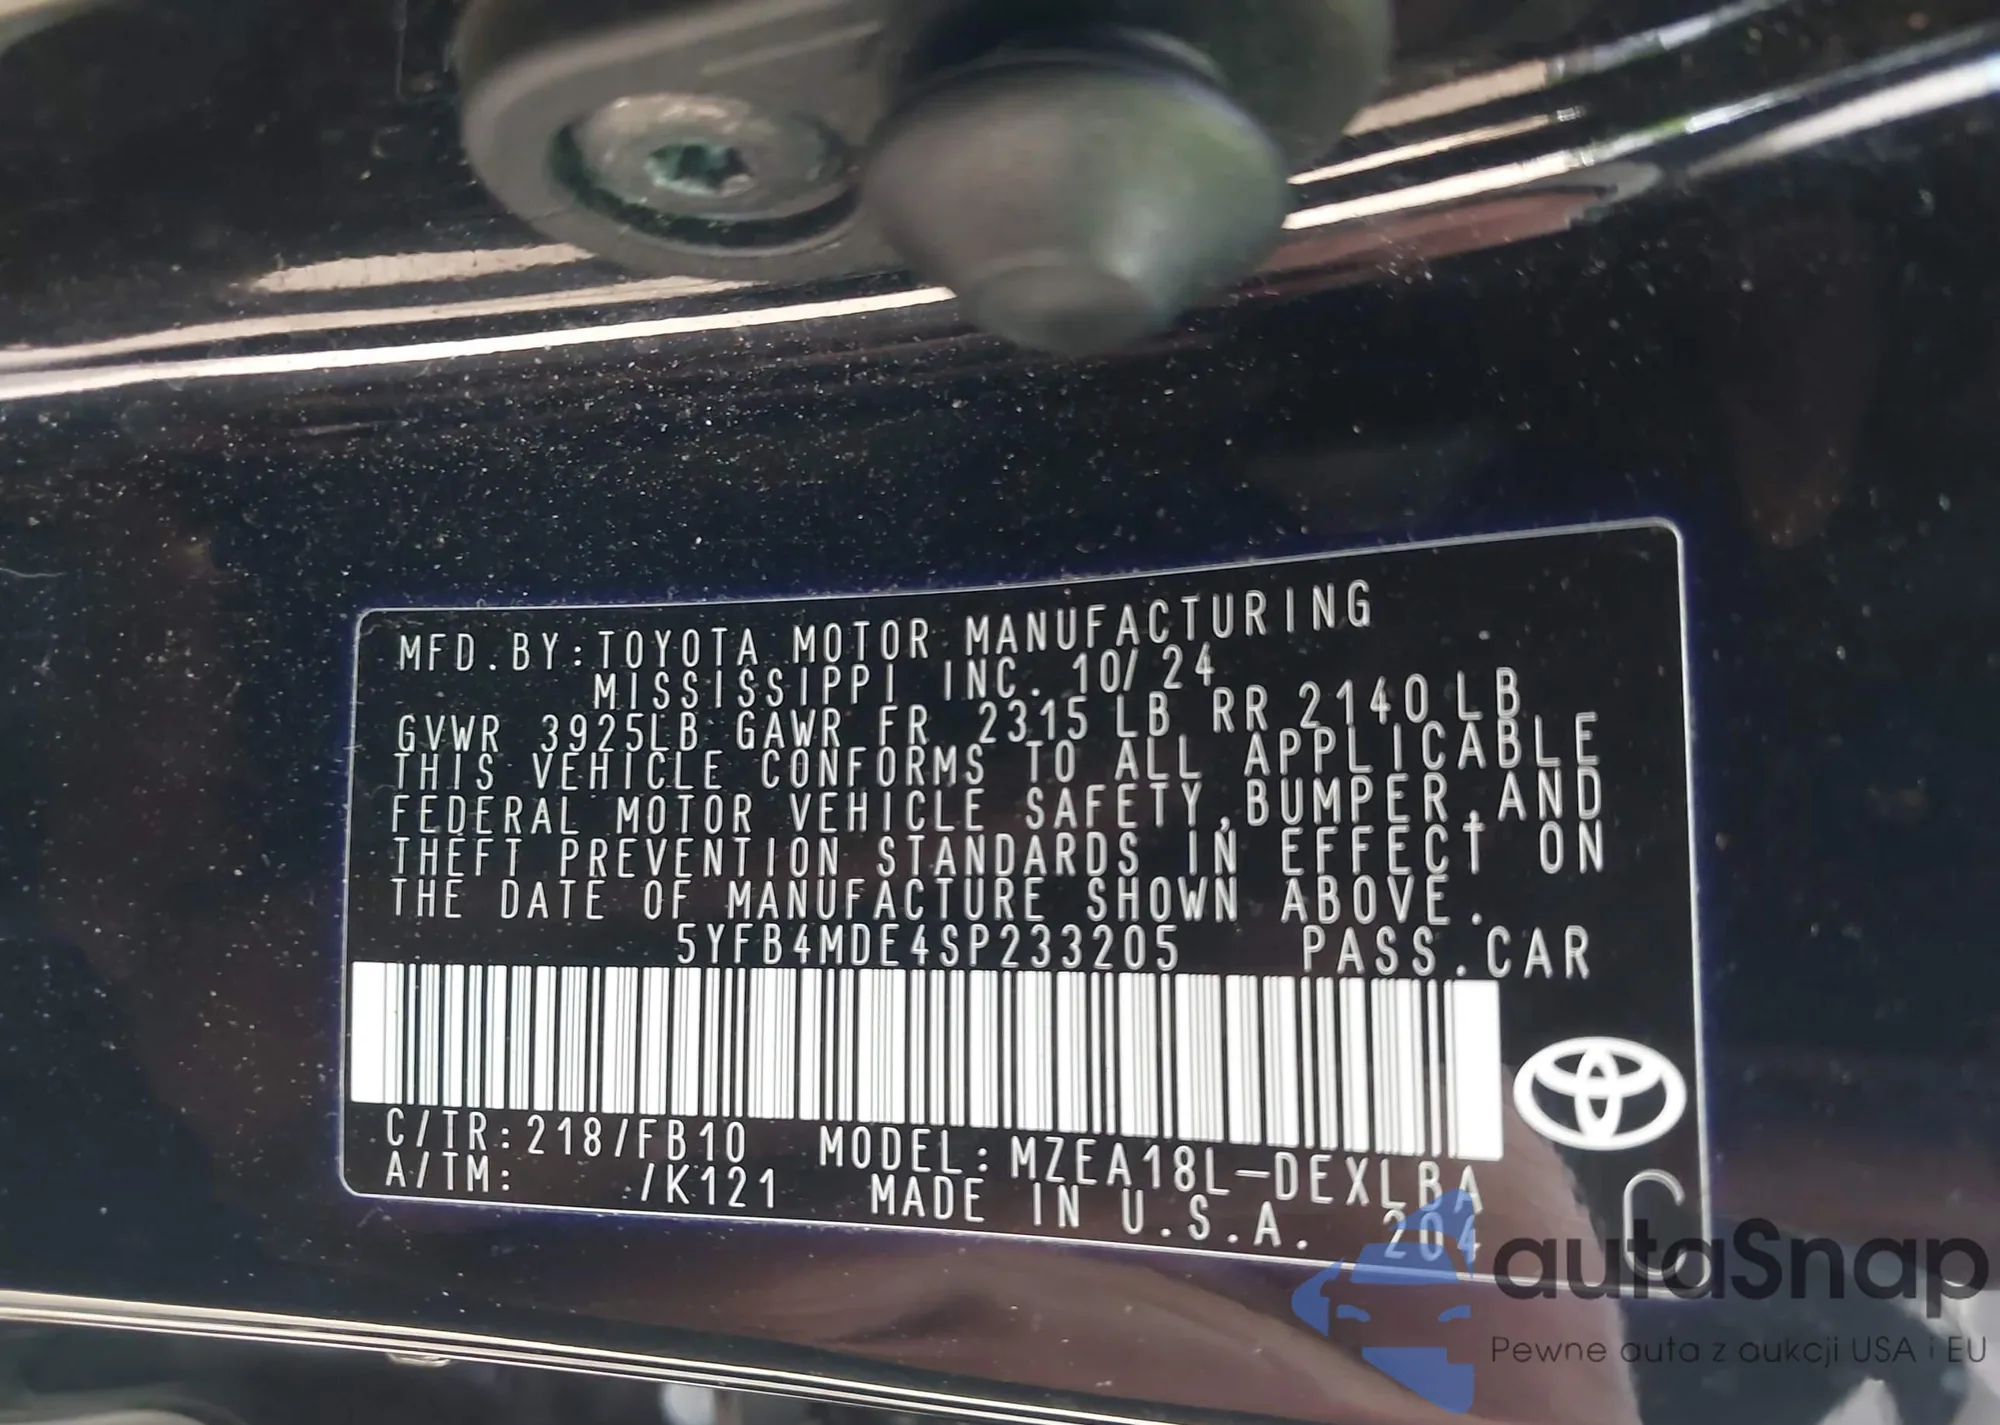 MFD.BY:TOYOTA MOTOR MANUFACTURING
MISSISSIPPI INC. 10/24
GVWR 3925LB GAWR FR 2315 LB RR 2140 LB
THIS VEHICLE CONFORMS TO ALL APPLICABLE
FEDERAL MOTOR VEHICLE SAFETY,BUMPER,AND
THEFT PREVENTION STANDARDS IN EFFECT ON
THE DATE OF MANUFACTURE SHOWN ABOVE.
5YFB4MDE4SP233205 PASS.CAR
C/TR:218/FB10 MODEL:MZEA18L-DEXLBA
A/TM: /K121 MADE IN U.S.A. 204
C
autaSnap
Pewne auta z aukcji USA i EU